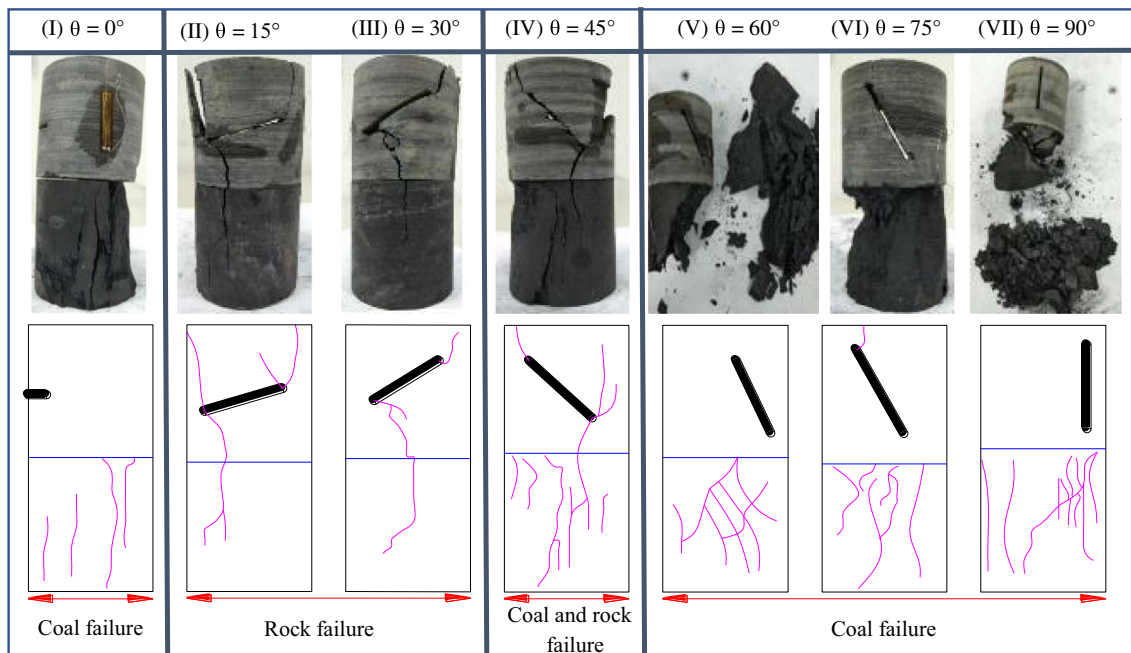 (I) θ = 0°
(II) θ = 15°
(III) θ = 30°
(IV) θ = 45°
(V) θ = 60°
(VI) θ = 75°
(VII) θ = 90°
Coal failure
Rock failure
Coal and rock
failure
Coal failure